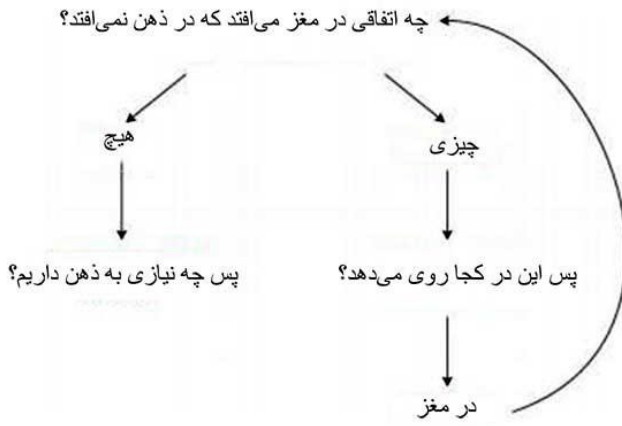 چه اتفاقی در مغز می‌افتد که در ذهن نمی‌افتد؟
چیزی
هیچ
پس این در کجا روی می‌دهد؟
پس چه نیازی به ذهن داریم؟
در مغز